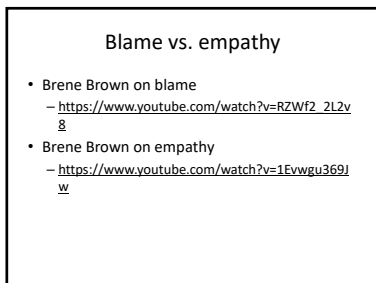 Blame vs. empathy
• Brene Brown on blame
– https://www.youtube.com/watch?v=RZWf2_2L2v
8
• Brene Brown on empathy
– https://www.youtube.com/watch?v=1Evwgu369J
w